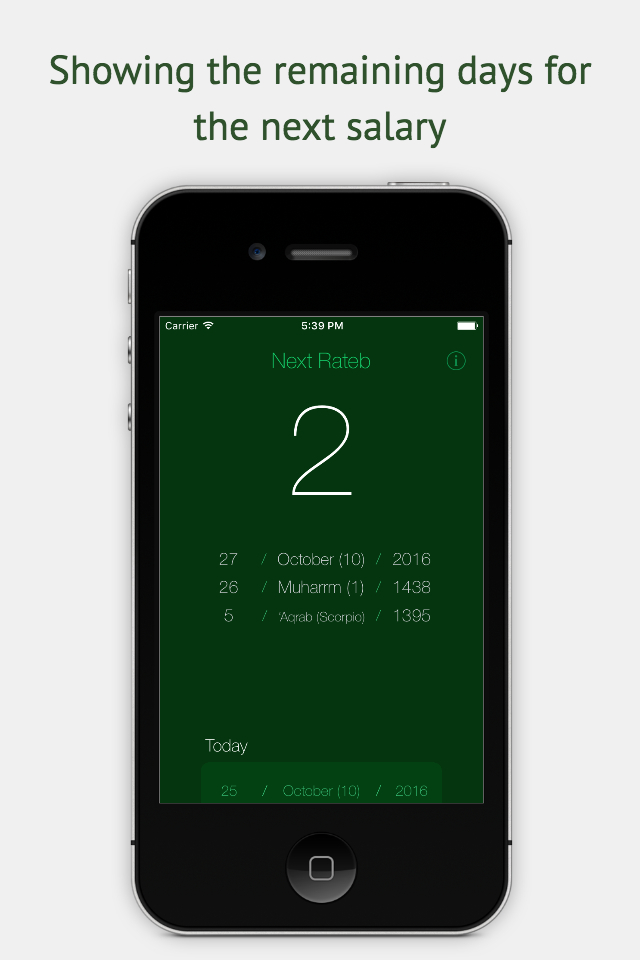 Showing the remaining days for
the next salary
Carrier 5:39 PM
Next Rateb
2
27 / October (10) / 2016
26 / Muharrm (1) / 1438
5 / 'Aqrab (Scorpio) / 1395
Today
25 / October (10) / 2016